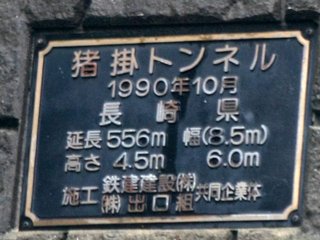 猪掛トンネル
1990年10月
長崎県
延長 556m 幅(8.5m)
高さ 4.5m 6.0m
施工 鉄建建設㈱ 共同企業体
㈱出口組